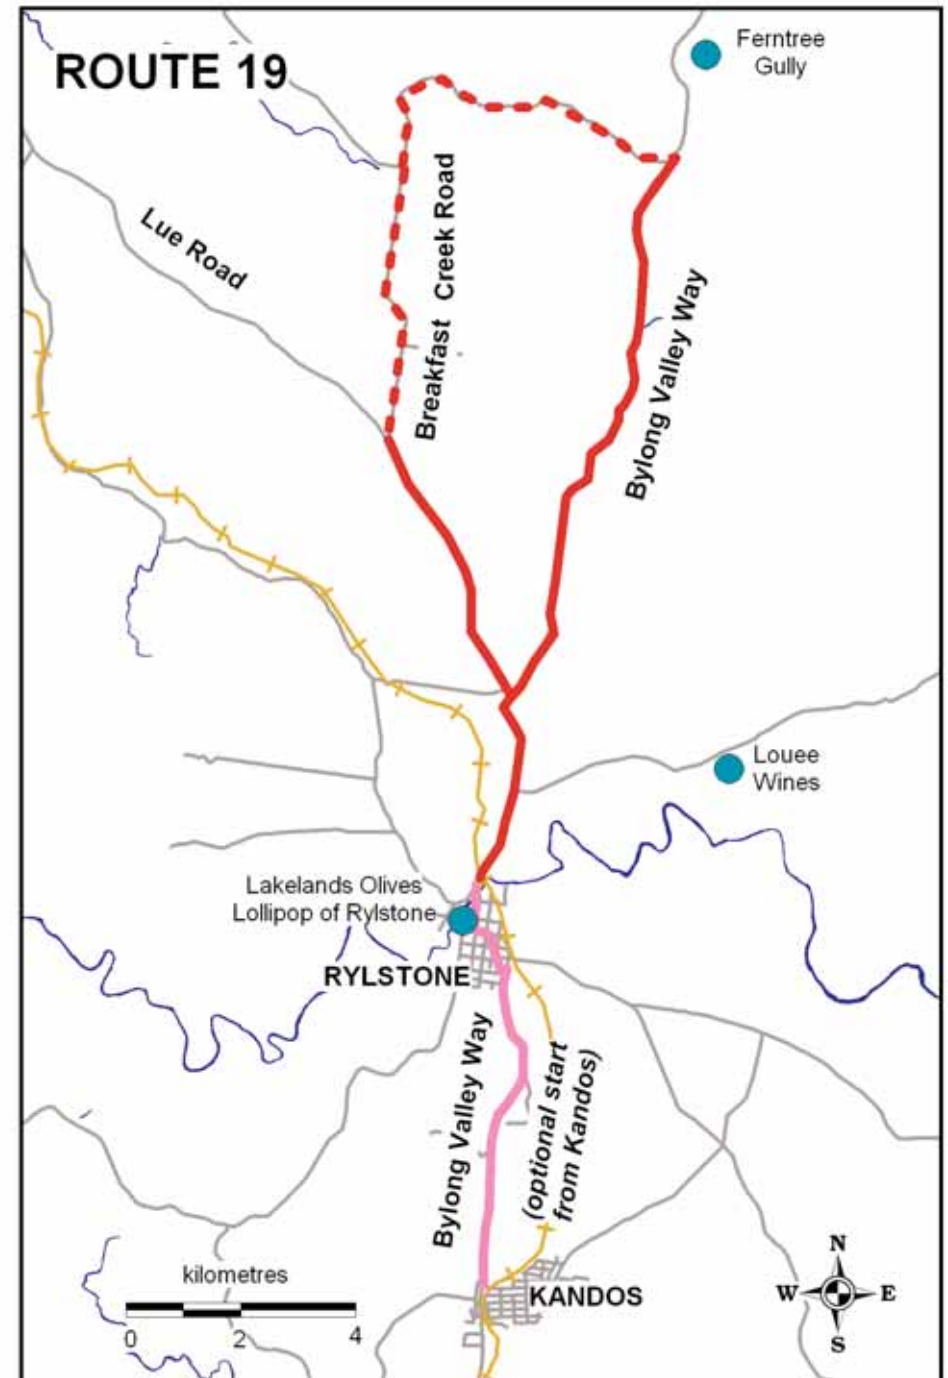 ROUTE 19
Ferntree
Gully
Lue Road
Breakfast Creek Road
Bylong Valley Way
Louee
Wines
Lakelands Olives
Lollipop of Rylstone
RYLSTONE
Bylong Valley Way
(optional start
from Kandos)
KANDOS
kilometres
0 2 4
N
W E
S